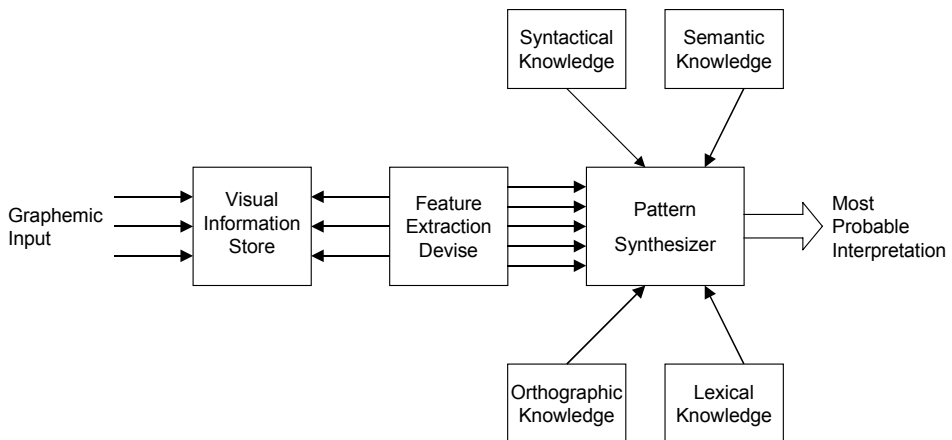 Syntactical
Knowledge
Semantic
Knowledge
Graphemic
Input
Visual
Information
Store
Feature
Extraction
Devise
Pattern
Synthesizer
Most
Probable
Interpretation
Orthographic
Knowledge
Lexical
Knowledge